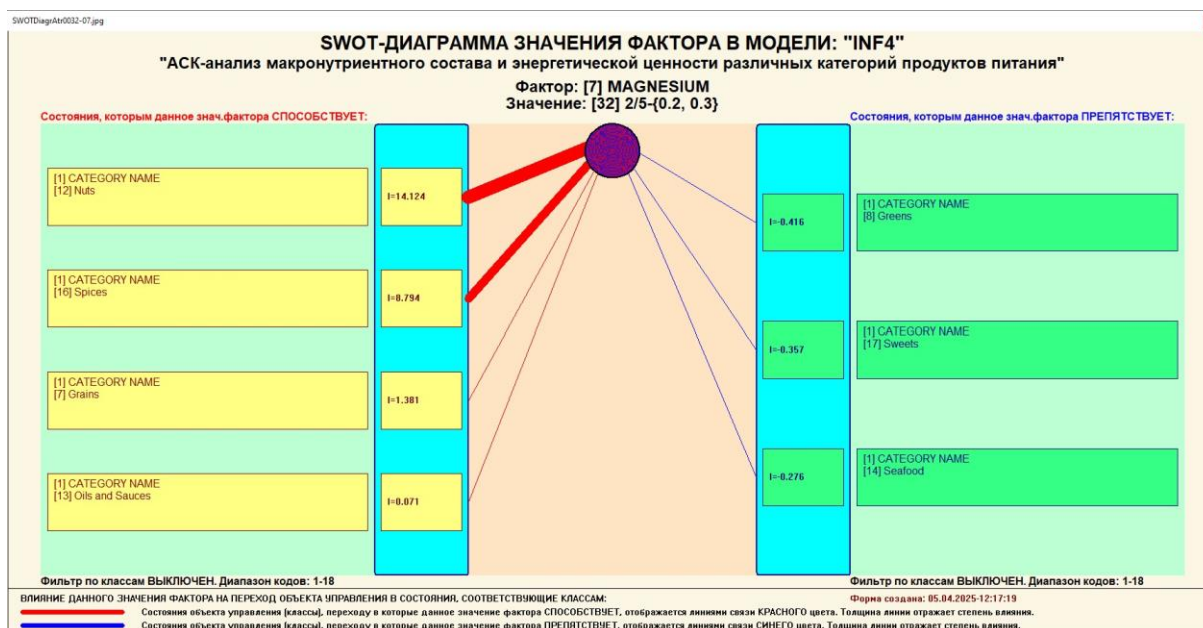 SWOTDiagrAtr0032-07.jpg
SWOT-ДИАГРАММА ЗНАЧЕНИЯ ФАКТОРА В МОДЕЛИ: "INF4"
"АСК-анализ макронутриентного состава и энергетической ценности различных категорий продуктов питания"
Фактор: [7] MAGNESIUM
Значение: [32] 2/5-{0.2, 0.3}
Состояния, которым данное знач.фактора СПОСОБСТВУЕТ:
[1] CATEGORY NAME
[12] Nuts
I=14.124
[1] CATEGORY NAME
[16] Spices
I=8.794
[1] CATEGORY NAME
[7] Grains
I=1.381
[1] CATEGORY NAME
[13] Oils and Sauces
I=0.071
Состояния, которым данное знач.фактора ПРЕПЯТСТВУЕТ:
I=-0.416
[1] CATEGORY NAME
[8] Greens
I=-0.357
[1] CATEGORY NAME
[17] Sweets
I=-0.276
[1] CATEGORY NAME
[14] Seafood
Фильтр по классам ВЫКЛЮЧЕН. Диапазон кодов: 1-18
Фильтр по классам ВЫКЛЮЧЕН. Диапазон кодов: 1-18
ВЛИЯНИЕ ДАННОГО ЗНАЧЕНИЯ ФАКТОРА НА ПЕРЕХОД ОБЪЕКТА УПРАВЛЕНИЯ В СОСТОЯНИЯ, СООТВЕТСТВУЮЩИЕ КЛАССАМ:
Форма создана: 05.04.2025-12:17:19
Состояния объекта управления (классы), переходу в которые данное значение фактора СПОСОБСТВУЕТ, отображается линиями связи КРАСНОГО цвета. Толщина линии отражает степень влияния.
Состояния объекта управления (классы), переходу в которые данное значение фактора ПРЕПЯТСТВУЕТ, отображается линиями связи СИНЕГО цвета. Толщина линии отражает степень влияния.